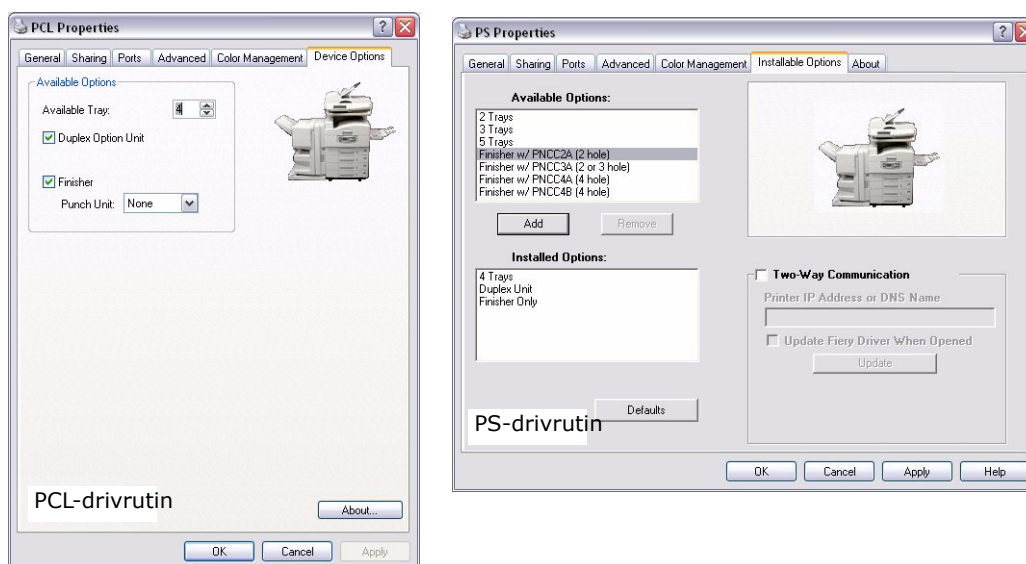 PCL Properties
General Sharing Ports Advanced Color Management Device Options
Available Options
Available Tray: 4
Duplex Option Unit
Finisher
Punch Unit: None
PCL-drivrutin
About...
OK Cancel Apply
PS Properties
General Sharing Ports Advanced Color Management Installable Options About
Available Options:
2 Trays
3 Trays
5 Trays
Finisher w/ PNCC2A (2 hole)
Finisher w/ PNCC3A (2 or 3 hole)
Finisher w/ PNCC4A (4 hole)
Finisher w/ PNCC4B (4 hole)
Add Remove
Installed Options:
4 Trays
Duplex Unit
Finisher Only
Defaults
PS-drivrutin
Two-Way Communication
Printer IP Address or DNS Name
Update Fiery Driver When Opened
Update
OK Cancel Apply Help